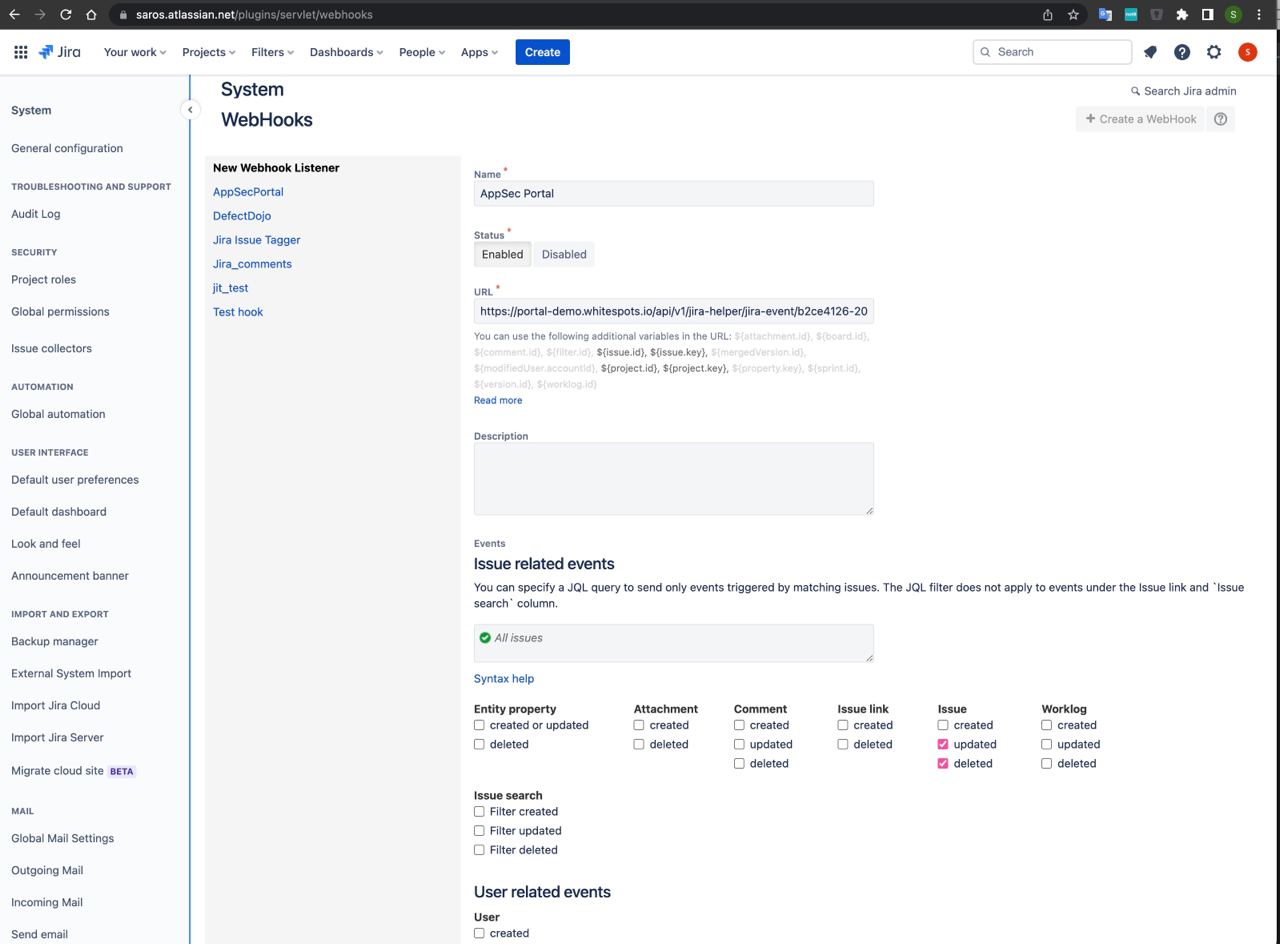 saros.atlassian.net/plugins/servlet/webhooks
S
Jira
Your work
Projects
Filters
Dashboards
People
Apps
Create
Search
S
System
General configuration
TROUBLESHOOTING AND SUPPORT
Audit Log
SECURITY
Project roles
Global permissions
Issue collectors
AUTOMATION
Global automation
USER INTERFACE
Default user preferences
Default dashboard
Look and feel
Announcement banner
IMPORT AND EXPORT
Backup manager
External System Import
Import Jira Cloud
Import Jira Server
Migrate cloud site BETA
MAIL
Global Mail Settings
Outgoing Mail
Incoming Mail
Send email
System
Search Jira admin
WebHooks
+ Create a WebHook
New Webhook Listener
AppSecPortal
DefectDojo
Jira Issue Tagger
Jira_comments
jit_test
Test hook
Name *
AppSec Portal
Status *
Enabled Disabled
URL *
https://portal-demo.whitespots.io/api/v1/jira-helper/jira-event/b2ce4126-20
You can use the following additional variables in the URL: ${attachment.id}, ${board.id},
${comment.id}, ${filter.id}, ${issue.id}, ${issue.key}, ${mergedVersion.id},
${modifiedUser.accountId}, ${project.id}, ${project.key}, ${property.key}, ${sprint.id},
${version.id}, ${worklog.id}
Read more
Description
Events
Issue related events
You can specify a JQL query to send only events triggered by matching issues. The JQL filter does not apply to events under the Issue link and `Issue
search` column.
All issues
Syntax help
Entity property
created or updated
deleted
Attachment
created
deleted
Comment
created
updated
deleted
Issue link
created
deleted
Issue
created
updated
deleted
Worklog
created
updated
deleted
Issue search
Filter created
Filter updated
Filter deleted
User related events
User
created